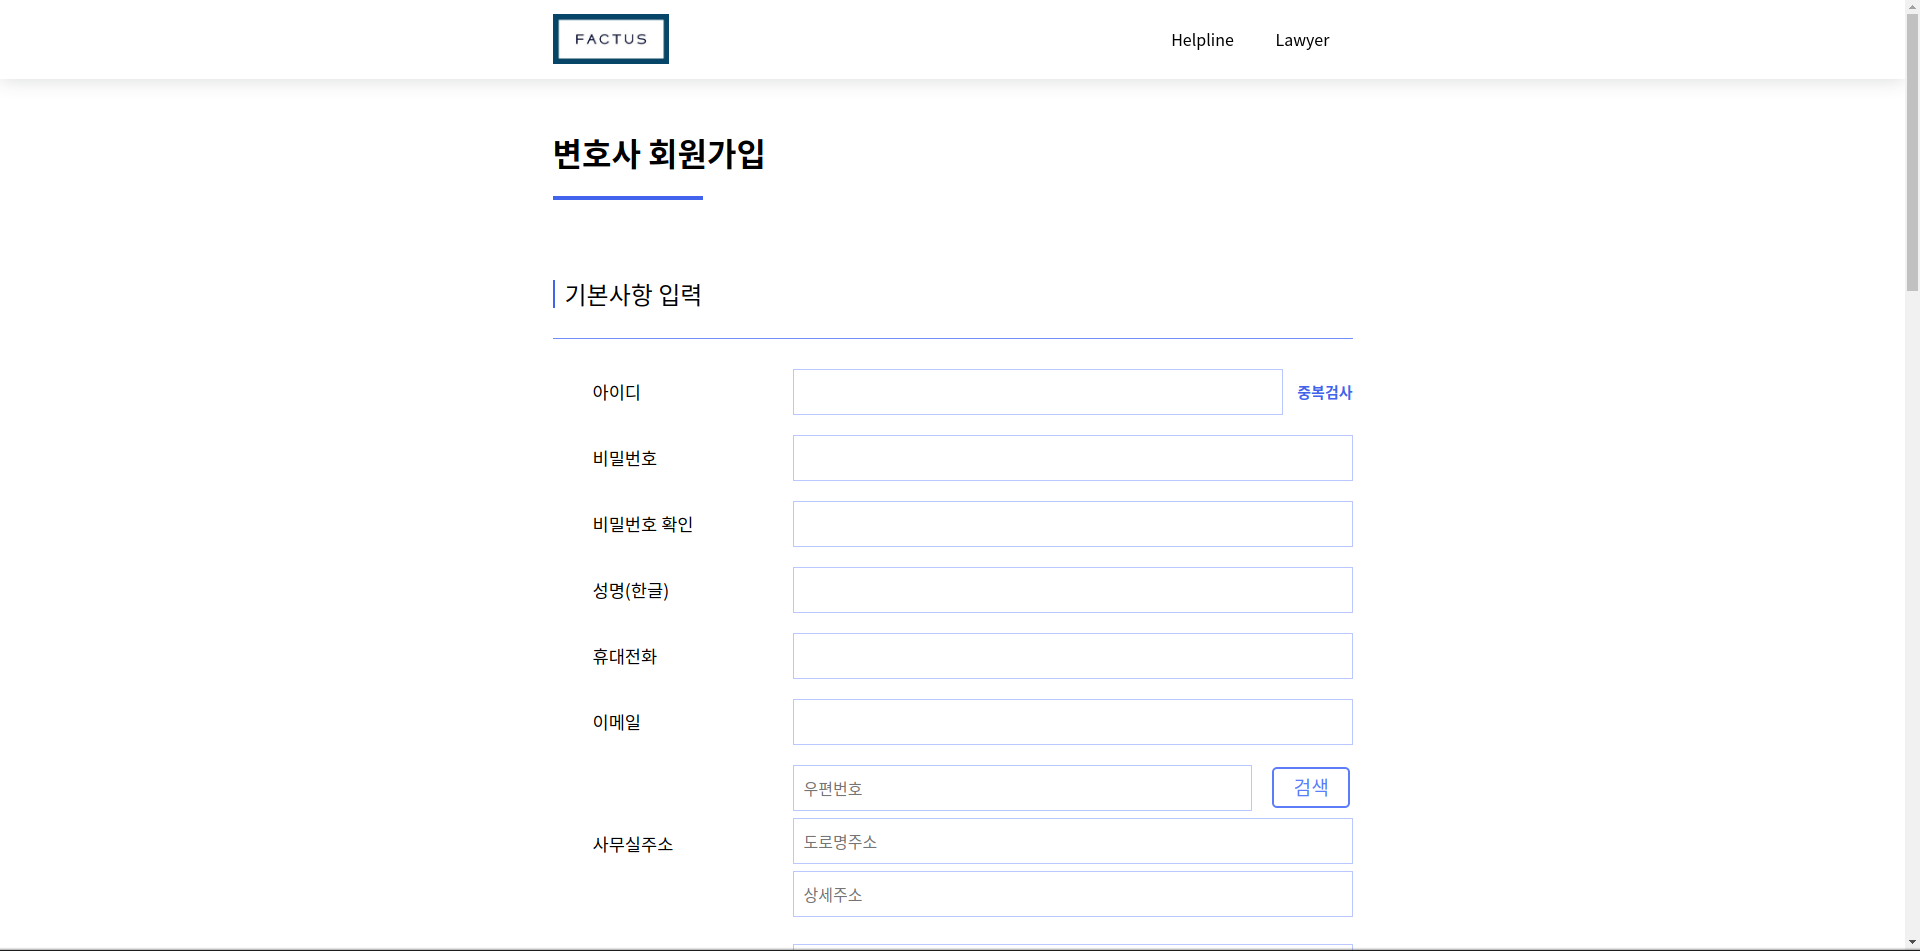 FACTUS
Helpline Lawyer
변호사 회원가입
기본사항 입력
아이디 중복검사
비밀번호
비밀번호 확인
성명(한글)
휴대전화
이메일
우편번호 검색
사무실주소
도로명주소
상세주소